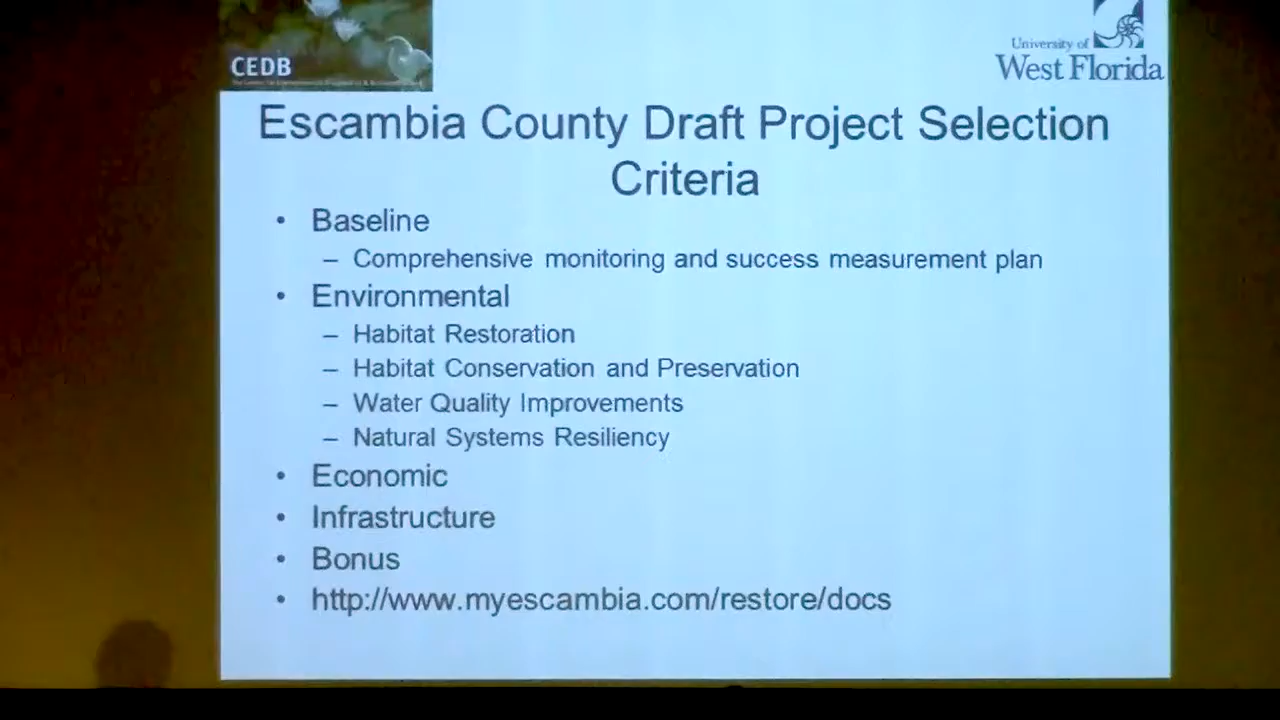 CEDB
University of
West Florida
Escambia County Draft Project Selection
Criteria
• Baseline
– Comprehensive monitoring and success measurement plan
• Environmental
– Habitat Restoration
– Habitat Conservation and Preservation
– Water Quality Improvements
– Natural Systems Resiliency
• Economic
• Infrastructure
• Bonus
• http://www.myescambia.com/restore/docs